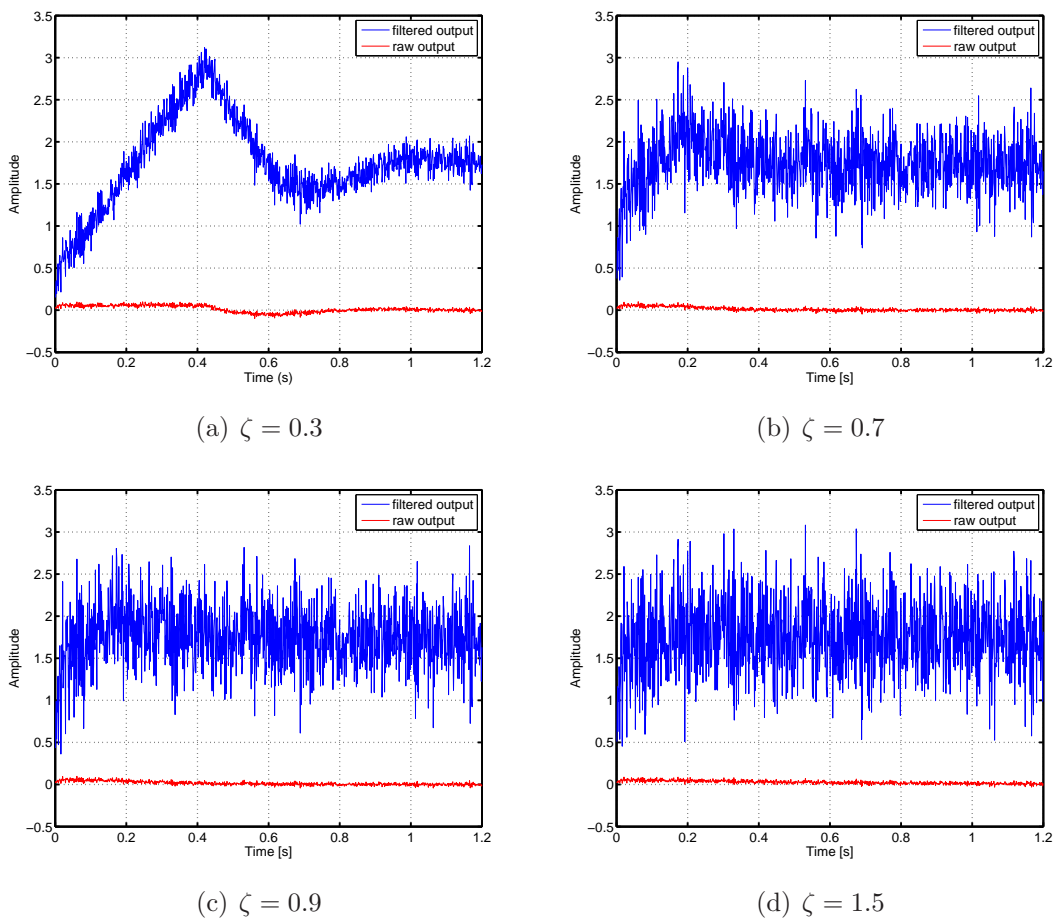 3.5
3
2.5
2
1.5
1
0.5
0
−0.5
Amplitude
filtered output
raw output
0 0.2 0.4 0.6 0.8 1 1.2
Time (s)
(a) ζ = 0.3
3.5
3
2.5
2
1.5
1
0.5
0
−0.5
Amplitude
filtered output
raw output
0 0.2 0.4 0.6 0.8 1 1.2
Time [s]
(b) ζ = 0.7
3.5
3
2.5
2
1.5
1
0.5
0
−0.5
Amplitude
filtered output
raw output
0 0.2 0.4 0.6 0.8 1 1.2
Time [s]
(c) ζ = 0.9
3.5
3
2.5
2
1.5
1
0.5
0
−0.5
Amplitude
filtered output
raw output
0 0.2 0.4 0.6 0.8 1 1.2
Time [s]
(d) ζ = 1.5